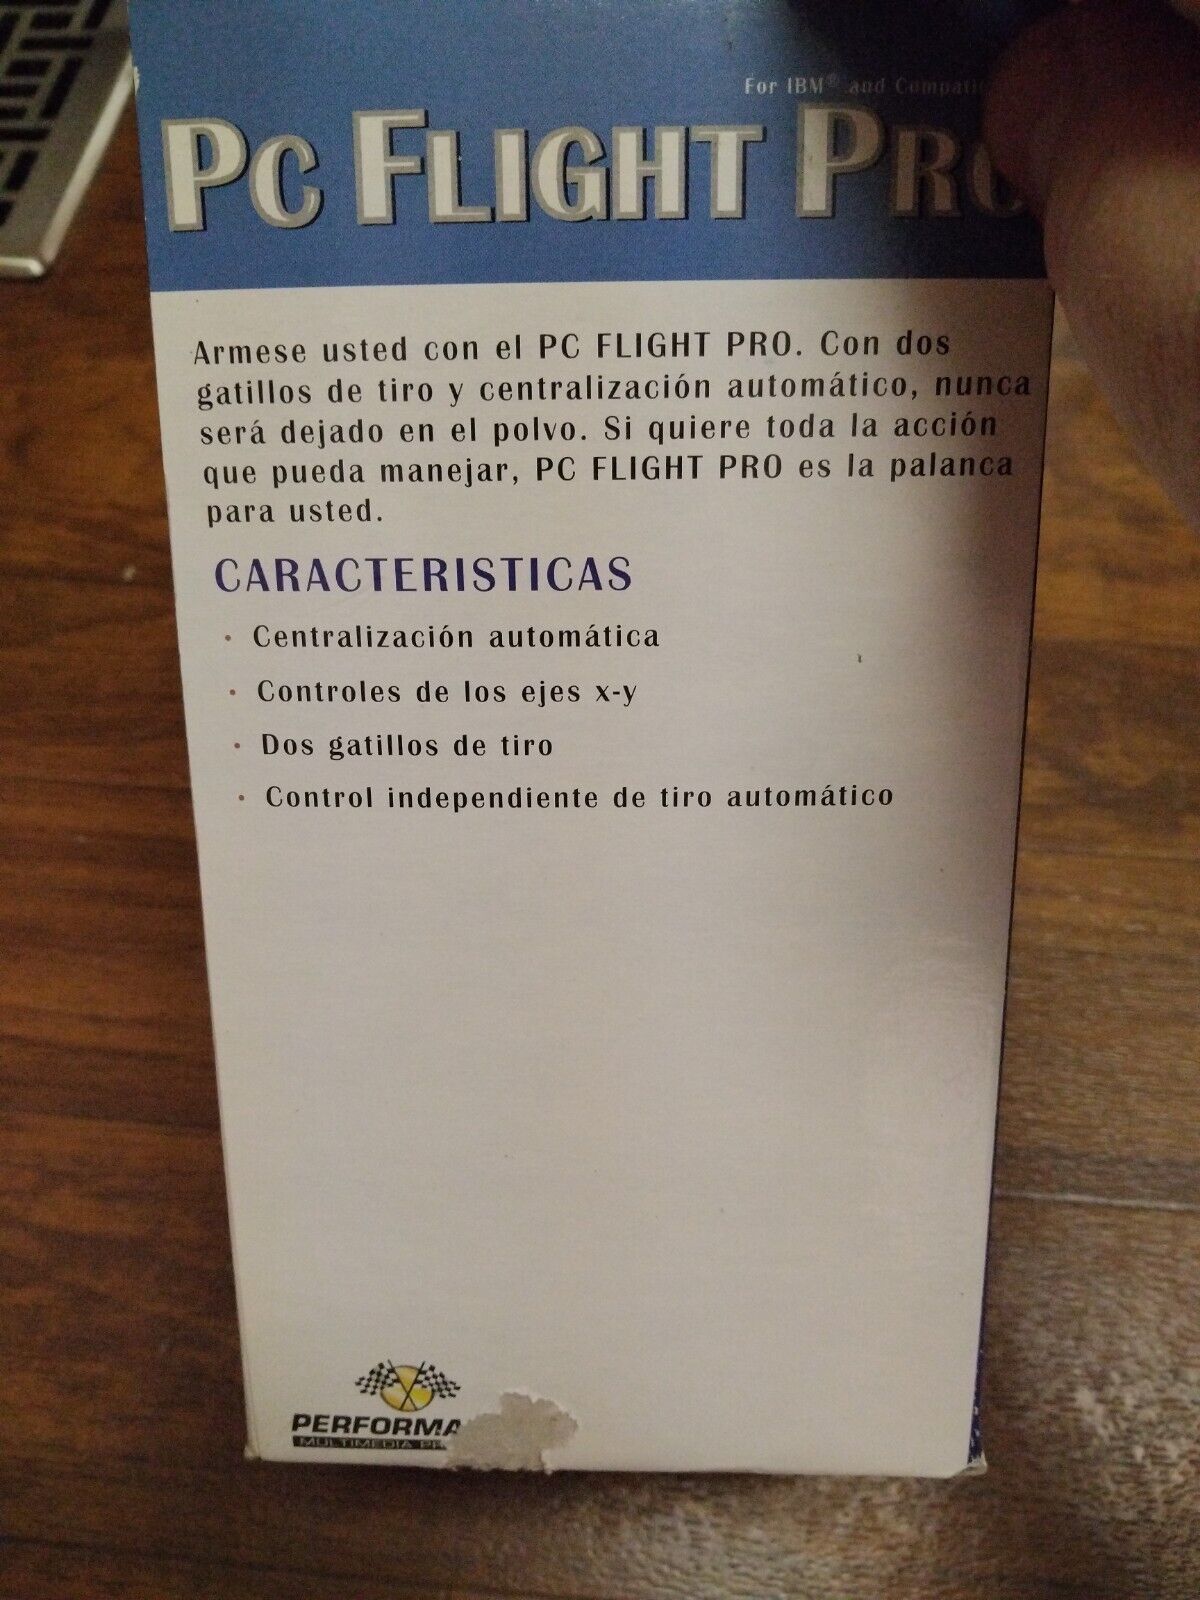 For IBM® and
PC FLIGHT PRO
Armese usted con el PC FLIGHT PRO. Con dos
gatillos de tiro y centralización automático, nunca
será dejado en el polvo. Si quiere toda la acción
que pueda manejar, PC FLIGHT PRO es la palanca
para usted.
CARACTERISTICAS
· Centralización automática
· Controles de los ejes x-y
· Dos gatillos de tiro
· Control independiente de tiro automático
MULTIMEDIA